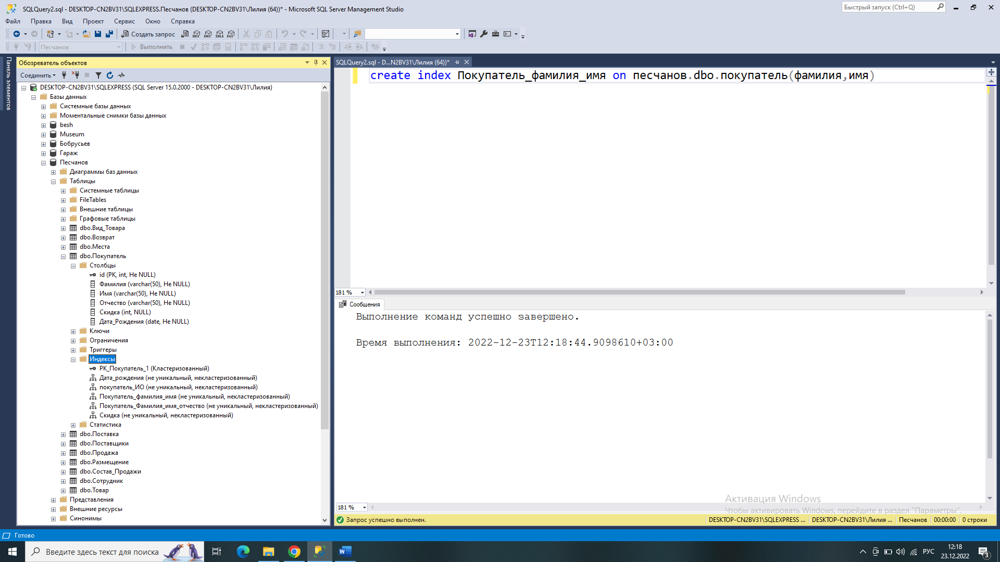 SQLQuery2.sql - DESKTOP-CN2BV31\SQLEXPRESS.Песчанов (DESKTOP-CN2BV31\Лилия (64))* - Microsoft SQL Server Management Studio
Быстрый запуск (Ctrl+Q)
Файл Правка Вид Проект Сервис Окно Справка
Создать запрос MDX DMX XMLA DAX
Песчанов Выполнить
Панель элементов
Обозреватель объектов
Соединить
DESKTOP-CN2BV31\SQLEXPRESS (SQL Server 15.0.2000 - DESKTOP-CN2BV31\Лилия)
Базы данных
Системные базы данных
Моментальные снимки базы данных
besh
Museum
Бобрусьев
Гараж
Песчанов
Диаграммы баз данных
Таблицы
Системные таблицы
FileTables
Внешние таблицы
Графовые таблицы
dbo.Вид_Товара
dbo.Возврат
dbo.Места
dbo.Покупатель
Столбцы
id (PK, int, Не NULL)
Фамилия (varchar(50), Не NULL)
Имя (varchar(50), Не NULL)
Отчество (varchar(50), Не NULL)
Скидка (int, NULL)
Дата_Рождения (date, Не NULL)
Ключи
Ограничения
Триггеры
Индексы
PK_Покупатель_1 (Кластеризованный)
Дата_рождения (не уникальный, некластеризованный)
покупатель_ИО (не уникальный, некластеризованный)
Покупатель_фамилия_имя (не уникальный, некластеризованный)
Покупатель_Фамилия_имя_отчество (не уникальный, некластеризованный)
Скидка (не уникальный, некластеризованный)
Статистика
dbo.Поставка
dbo.Поставщики
dbo.Продажа
dbo.Размещение
dbo.Состав_Продажи
dbo.Сотрудник
dbo.Товар
Представления
Внешние ресурсы
Синонимы
SQLQuery2.sql - D...N2BV31\Лилия (64))*
create index Покупатель_фамилия_имя on песчанов.dbo.покупатель(фамилия,имя)
181 %
Сообщения
Выполнение команд успешно завершено.
Время выполнения: 2022-12-23T12:18:44.9098610+03:00
181 %
Активация Windows
Чтобы активировать Windows, перейдите в раздел "Параметры".
Запрос успешно выполнен.
DESKTOP-CN2BV31\SQLEXPRESS ... DESKTOP-CN2BV31\Лилия ... Песчанов 00:00:00 0 строки
Готово
Введите здесь текст для поиска
РУС
12:18
23.12.2022
3